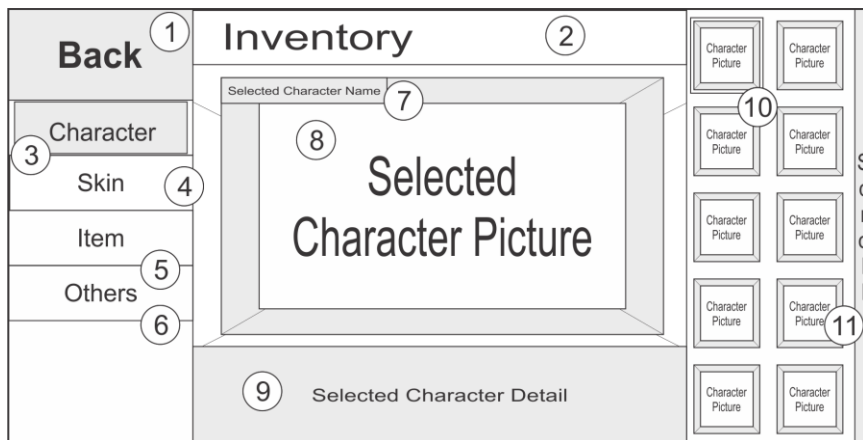 Back
1
Inventory
2
Character
3
Skin
4
Item
5
Others
6
Selected Character Name
7
8
Selected
Character Picture
9
Selected Character Detail
Character
Picture
Character
Picture
10
Character
Picture
Character
Picture
Character
Picture
Character
Picture
Character
Picture
Character
Picture
11
Character
Picture
Character
Picture